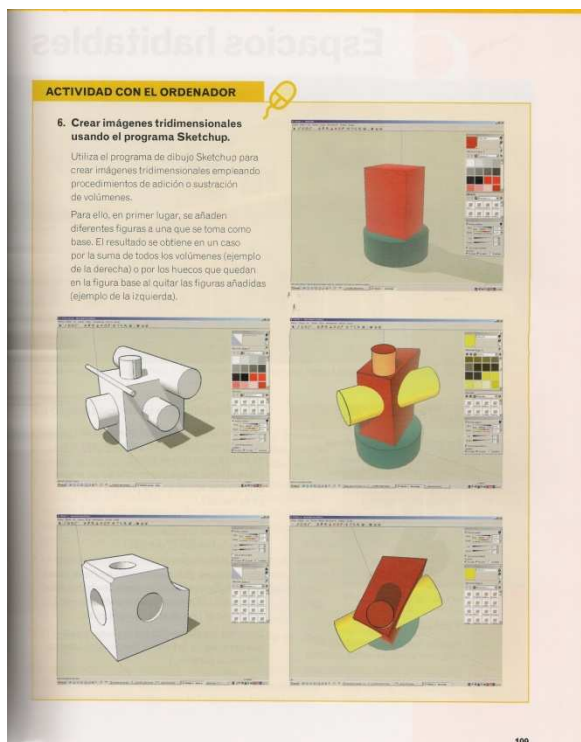 Espacios habitables
ACTIVIDAD CON EL ORDENADOR
6. Crear imágenes tridimensionales
usando el programa Sketchup.
Utiliza el programa de dibujo Sketchup para
crear imágenes tridimensionales empleando
procedimientos de adición o sustración
de volúmenes.
Para ello, en primer lugar, se añaden
diferentes figuras a una que se toma como
base. El resultado se obtiene en un caso
por la suma de todos los volúmenes (ejemplo
de la derecha) o por los huecos que quedan
en la figura base al quitar las figuras añadidas
(ejemplo de la izquierda).
109